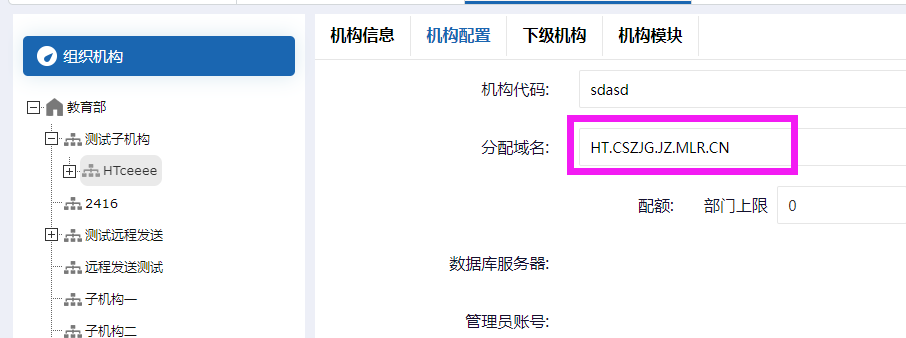 组织机构
教育部
测试子机构
HTceeee
2416
测试远程发送
远程发送测试
子机构一
子机构二
机构信息 机构配置 下级机构 机构模块
机构代码: sdasd
分配域名: HT.CSZJG.JZ.MLR.CN
配额: 部门上限 0
数据库服务器:
管理员账号: